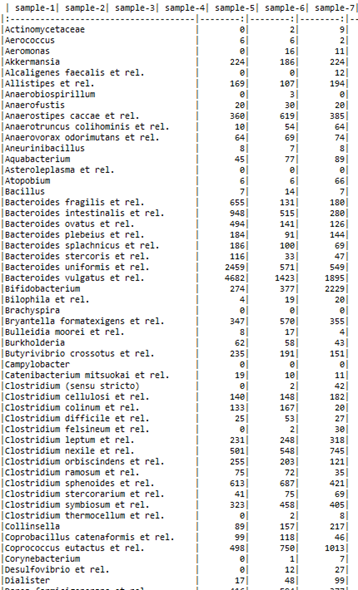 | sample-1| sample-2| sample-3| sample-4| sample-5| sample-6| sample-7|
|:---|---:|---:|---:|
|Actinomycetaceae | 0| 2| 9|
|Aerococcus | 6| 6| 2|
|Aeromonas | 0| 16| 11|
|Akkermansia | 224| 186| 224|
|Alcaligenes faecalis et rel. | 0| 0| 12|
|Allistipes et rel. | 169| 107| 194|
|Anaerobiospirillum | 0| 3| 0|
|Anaerofustis | 20| 30| 20|
|Anaerostipes caccae et rel. | 360| 619| 385|
|Anaerotruncus colihominis et rel. | 10| 54| 64|
|Anaerovorax odorimutans et rel. | 64| 69| 74|
|Aneurinibacillus | 8| 7| 8|
|Aquabacterium | 45| 77| 89|
|Asteroleplasma et rel. | 0| 0| 0|
|Atopobium | 6| 6| 66|
|Bacillus | 7| 14| 7|
|Bacteroides fragilis et rel. | 655| 131| 180|
|Bacteroides intestinalis et rel. | 948| 515| 280|
|Bacteroides ovatus et rel. | 494| 141| 126|
|Bacteroides plebeius et rel. | 184| 91| 144|
|Bacteroides splachnicus et rel. | 186| 100| 69|
|Bacteroides stercoris et rel. | 116| 33| 47|
|Bacteroides uniformis et rel. | 2459| 571| 549|
|Bacteroides vulgatus et rel. | 4682| 1423| 1895|
|Bifidobacterium | 274| 377| 2229|
|Bilophila et rel. | 4| 19| 20|
|Brachyspira | 0| 0| 0|
|Bryantella formatexigens et rel. | 347| 570| 355|
|Bulleidia moorei et rel. | 8| 17| 4|
|Burkholderia | 62| 58| 43|
|Butyrivibrio crossotus et rel. | 235| 191| 151|
|Campylobacter | 0| 0| 0|
|Catenibacterium mitsuokai et rel. | 19| 10| 11|
|Clostridium (sensu stricto) | 0| 2| 42|
|Clostridium cellulosi et rel. | 140| 148| 182|
|Clostridium colinum et rel. | 133| 167| 20|
|Clostridium difficile et rel. | 25| 53| 27|
|Clostridium felsineum et rel. | 0| 2| 30|
|Clostridium leptum et rel. | 231| 248| 318|
|Clostridium nexile et rel. | 501| 548| 745|
|Clostridium orbiscindens et rel. | 255| 203| 121|
|Clostridium ramosum et rel. | 75| 72| 35|
|Clostridium sphenoides et rel. | 613| 687| 421|
|Clostridium stercorarium et rel. | 41| 75| 69|
|Clostridium symbiosum et rel. | 323| 458| 405|
|Clostridium thermocellum et rel. | 0| 2| 8|
|Collinsella | 89| 157| 217|
|Coprobacillus catenaformis et rel. | 99| 118| 46|
|Coprococcus eutactus et rel. | 498| 750| 1013|
|Corynebacterium | 0| 1| 7|
|Desulfovibrio et rel. | 0| 12| 27|
|Dialister | 17| 48| 99|